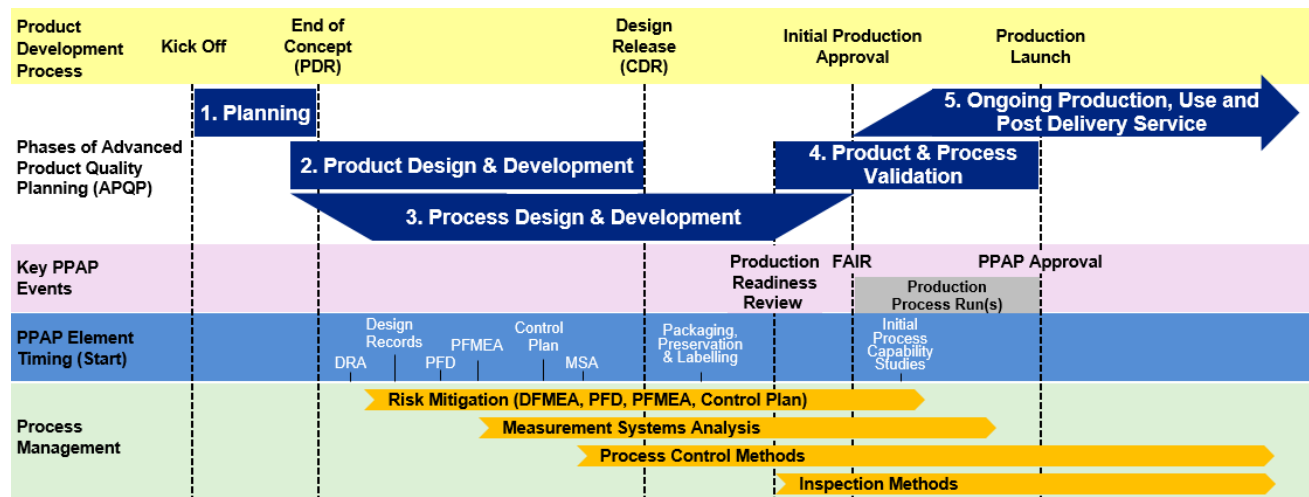 Product
Development
Process
Kick Off
End of
Concept
(PDR)
Design
Release
(CDR)
Initial Production
Approval
Production
Launch
Phases of Advanced
Product Quality
Planning (APQP)
1. Planning
5. Ongoing Production, Use and
Post Delivery Service
2. Product Design & Development
4. Product & Process
Validation
3. Process Design & Development
Key PPAP
Events
Production
Readiness
Review
FAIR
PPAP Approval
Production
Process Run(s)
PPAP Element
Timing (Start)
DRA
Design
Records
PFD
PFMEA
Control
Plan
MSA
Packaging,
Preservation
& Labelling
Initial
Process
Capability
Studies
Process
Management
Risk Mitigation (DFMEA, PFD, PFMEA, Control Plan)
Measurement Systems Analysis
Process Control Methods
Inspection Methods